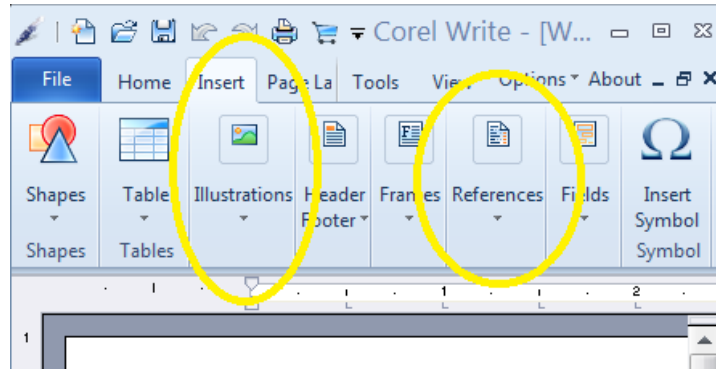 Corel Write - [W...
File Home Insert Page La Tools View Options About
Shapes Table Illustrations Header Footer Frames References Fields Insert Symbol
Shapes Tables Symbol
1 2
1